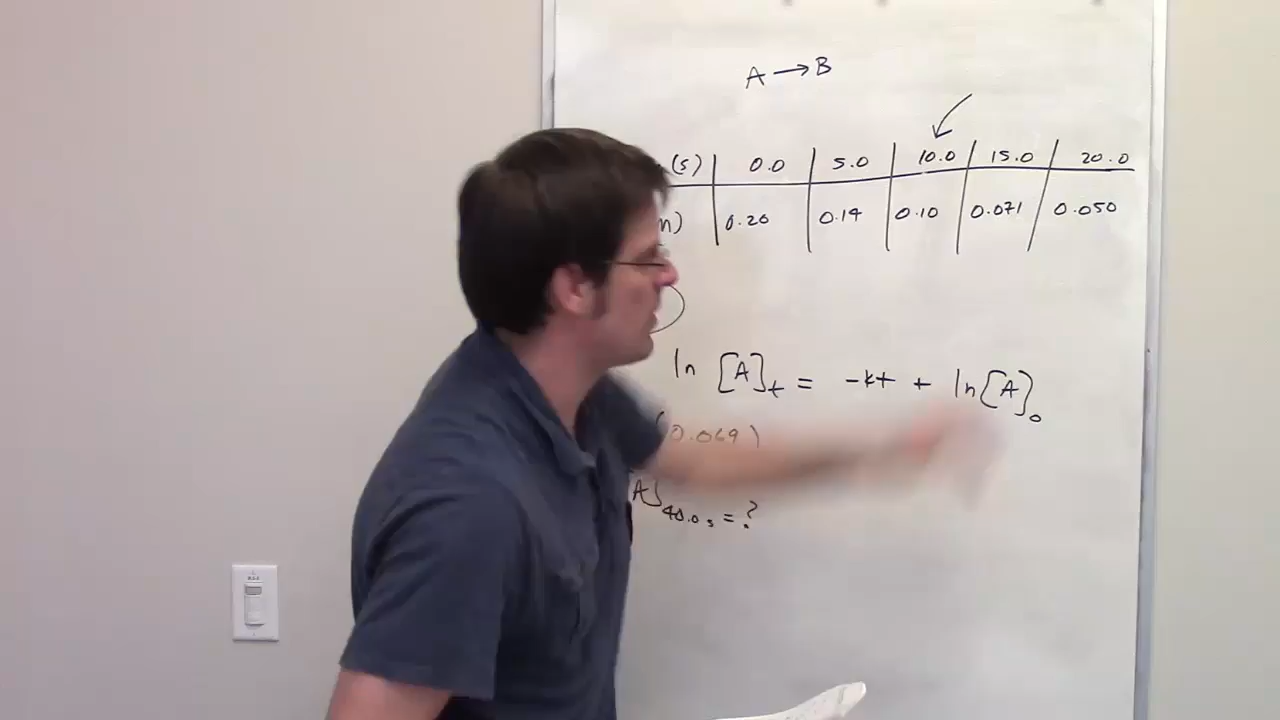 A → B
(s) 0.0 5.0 10.0 15.0 20.0
) 0.20 0.14 0.10 0.071 0.050
ln [A]t = -kt + ln[A]0
(0.069)
A]40.0 s = ?